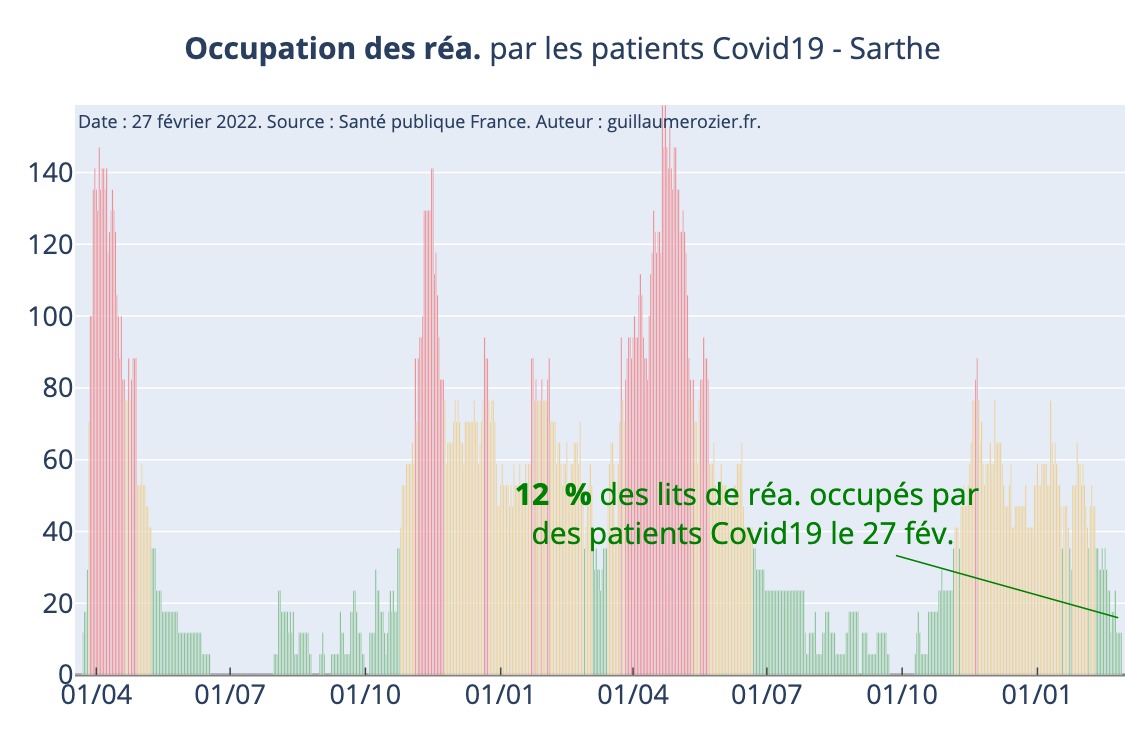 Occupation des réa. par les patients Covid19 - Sarthe
Date : 27 février 2022. Source : Santé publique France. Auteur : guillaumerozier.fr.
140
120
100
80
60
40
20
0
12 % des lits de réa. occupés par
des patients Covid19 le 27 fév.
01/04 01/07 01/10 01/01 01/04 01/07 01/10 01/01